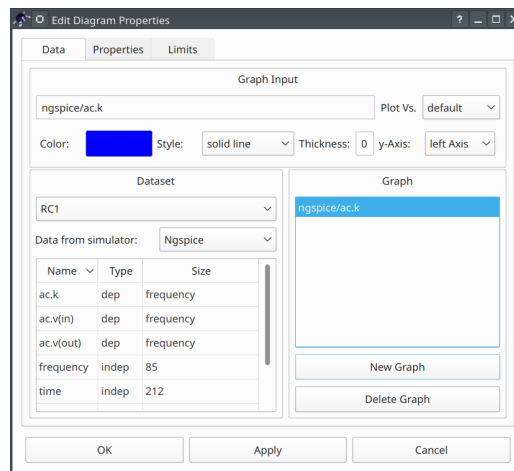 Edit Diagram Properties
Data Properties Limits
Graph Input
ngspice/ac.k Plot Vs. default
Color: Style: solid line Thickness: 0 y-Axis: left Axis
Dataset
RC1
Data from simulator: Ngspice
Name Type Size
ac.k dep frequency
ac.v(in) dep frequency
ac.v(out) dep frequency
frequency indep 85
time indep 212
Graph
ngspice/ac.k
New Graph
Delete Graph
OK Apply Cancel